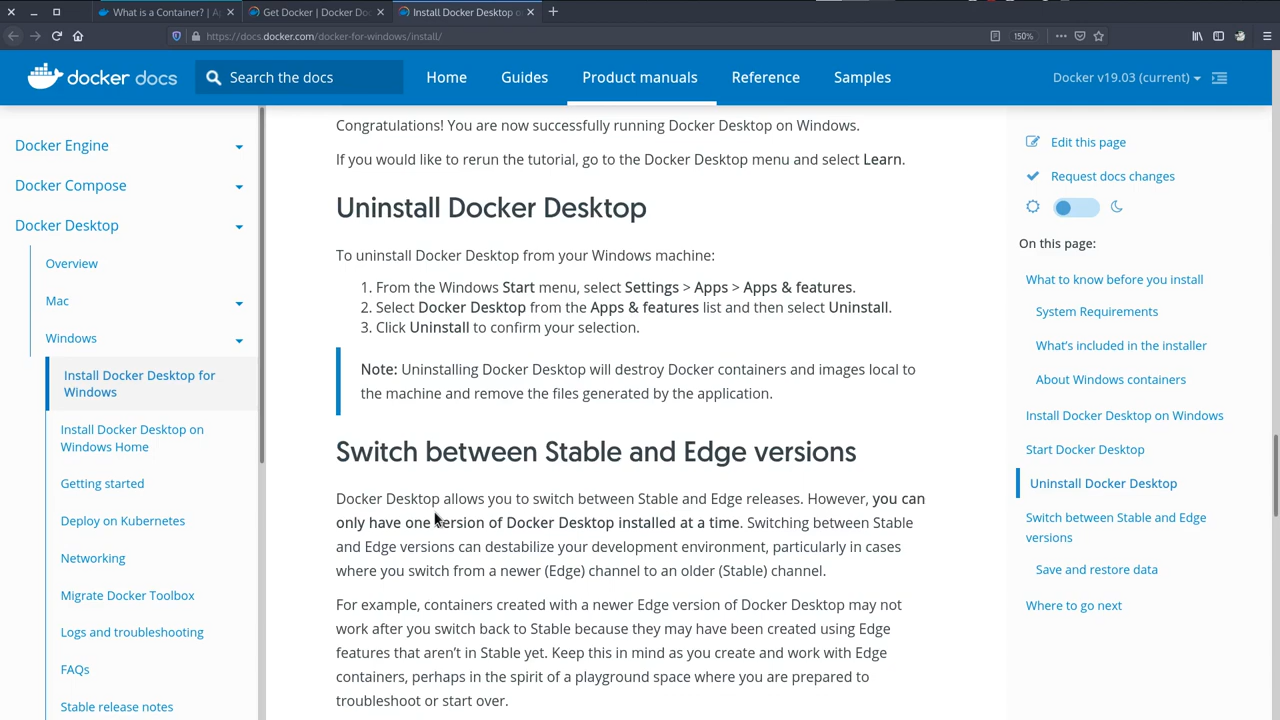 What is a Container? | A
Get Docker | Docker Doc
Install Docker Desktop o
https://docs.docker.com/docker-for-windows/install/
150%
docker docs
Search the docs
Home
Guides
Product manuals
Reference
Samples
Docker v19.03 (current)
Docker Engine
Docker Compose
Docker Desktop
Overview
Mac
Windows
Install Docker Desktop for
Windows
Install Docker Desktop on
Windows Home
Getting started
Deploy on Kubernetes
Networking
Migrate Docker Toolbox
Logs and troubleshooting
FAQs
Stable release notes
Congratulations! You are now successfully running Docker Desktop on Windows.
If you would like to rerun the tutorial, go to the Docker Desktop menu and select Learn.
Uninstall Docker Desktop
To uninstall Docker Desktop from your Windows machine:
1. From the Windows Start menu, select Settings > Apps > Apps & features.
2. Select Docker Desktop from the Apps & features list and then select Uninstall.
3. Click Uninstall to confirm your selection.
Note: Uninstalling Docker Desktop will destroy Docker containers and images local to
the machine and remove the files generated by the application.
Switch between Stable and Edge versions
Docker Desktop allows you to switch between Stable and Edge releases. However, you can
only have one version of Docker Desktop installed at a time. Switching between Stable
and Edge versions can destabilize your development environment, particularly in cases
where you switch from a newer (Edge) channel to an older (Stable) channel.
For example, containers created with a newer Edge version of Docker Desktop may not
work after you switch back to Stable because they may have been created using Edge
features that aren't in Stable yet. Keep this in mind as you create and work with Edge
containers, perhaps in the spirit of a playground space where you are prepared to
troubleshoot or start over.
Edit this page
Request docs changes
On this page:
What to know before you install
System Requirements
What's included in the installer
About Windows containers
Install Docker Desktop on Windows
Start Docker Desktop
Uninstall Docker Desktop
Switch between Stable and Edge
versions
Save and restore data
Where to go next